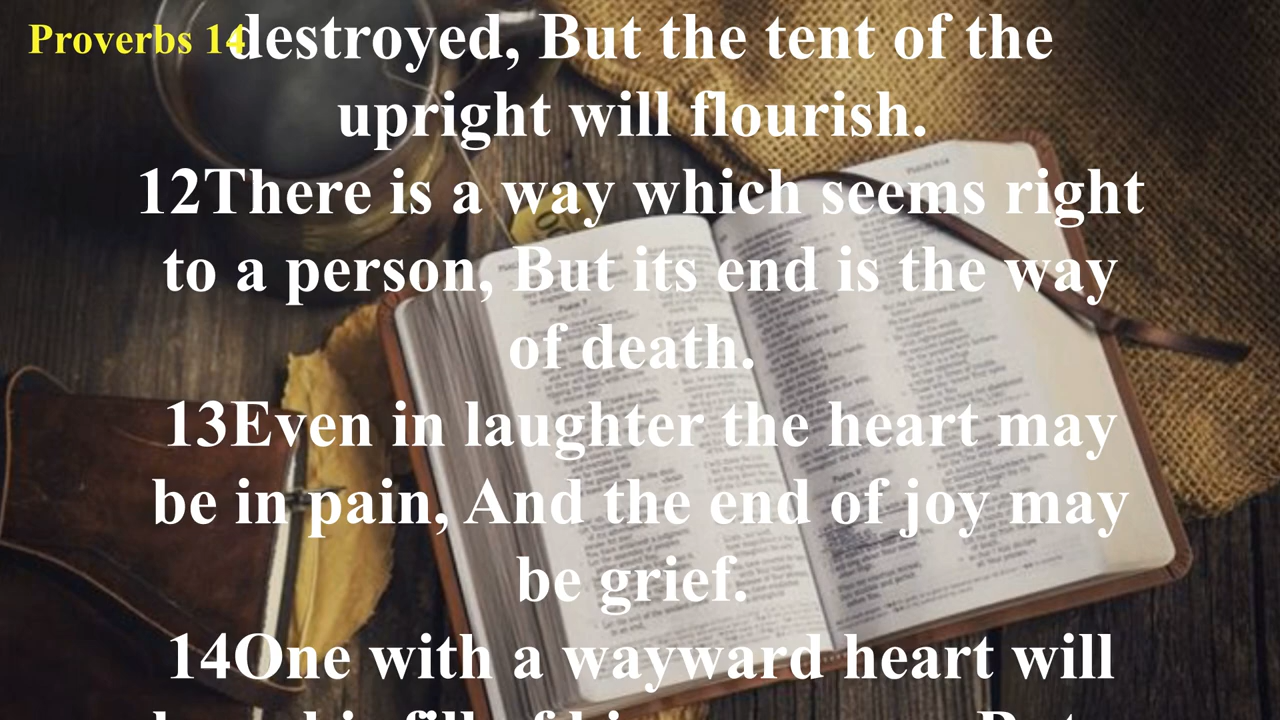 Proverbs 14
destroyed, But the tent of the
upright will flourish.
12There is a way which seems right
to a person, But its end is the way
of death.
13Even in laughter the heart may
be in pain, And the end of joy may
be grief.
14One with a wayward heart will